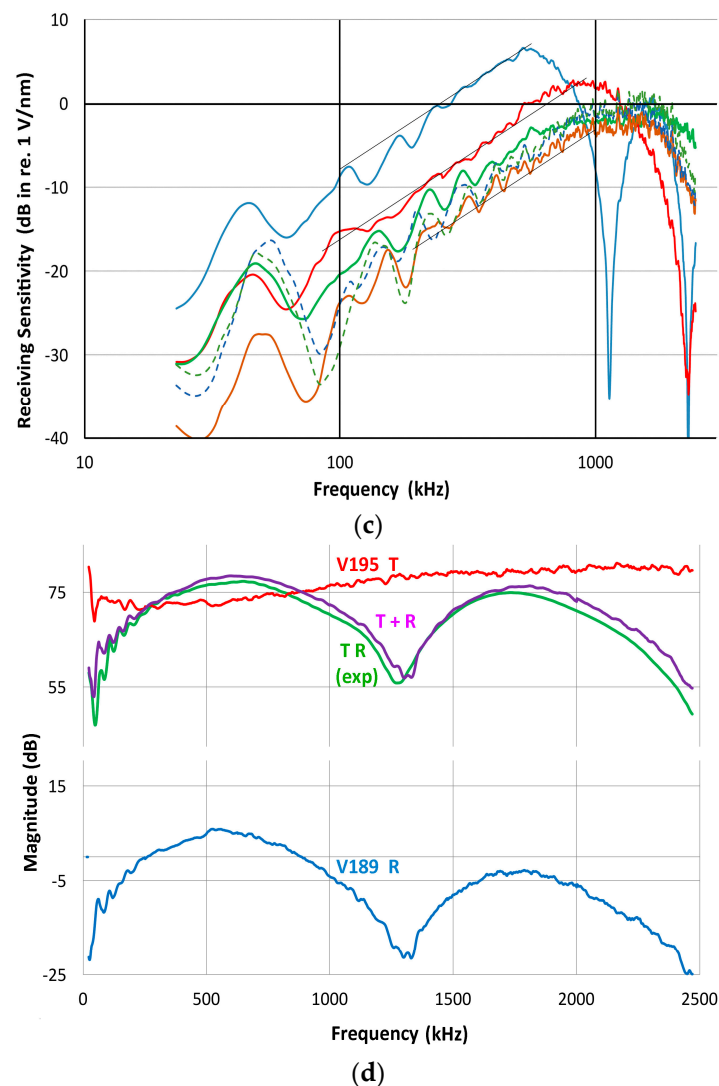 10
0
-10
-20
-30
-40
Receiving Sensitivity (dB in re. 1 V/nm)
10
100
1000
Frequency (kHz)
(c)
V195 T
75
T + R
T R
(exp)
55
Magnitude (dB)
15
V189 R
-5
-25
0
500
1000
1500
2000
2500
Frequency (kHz)
(d)